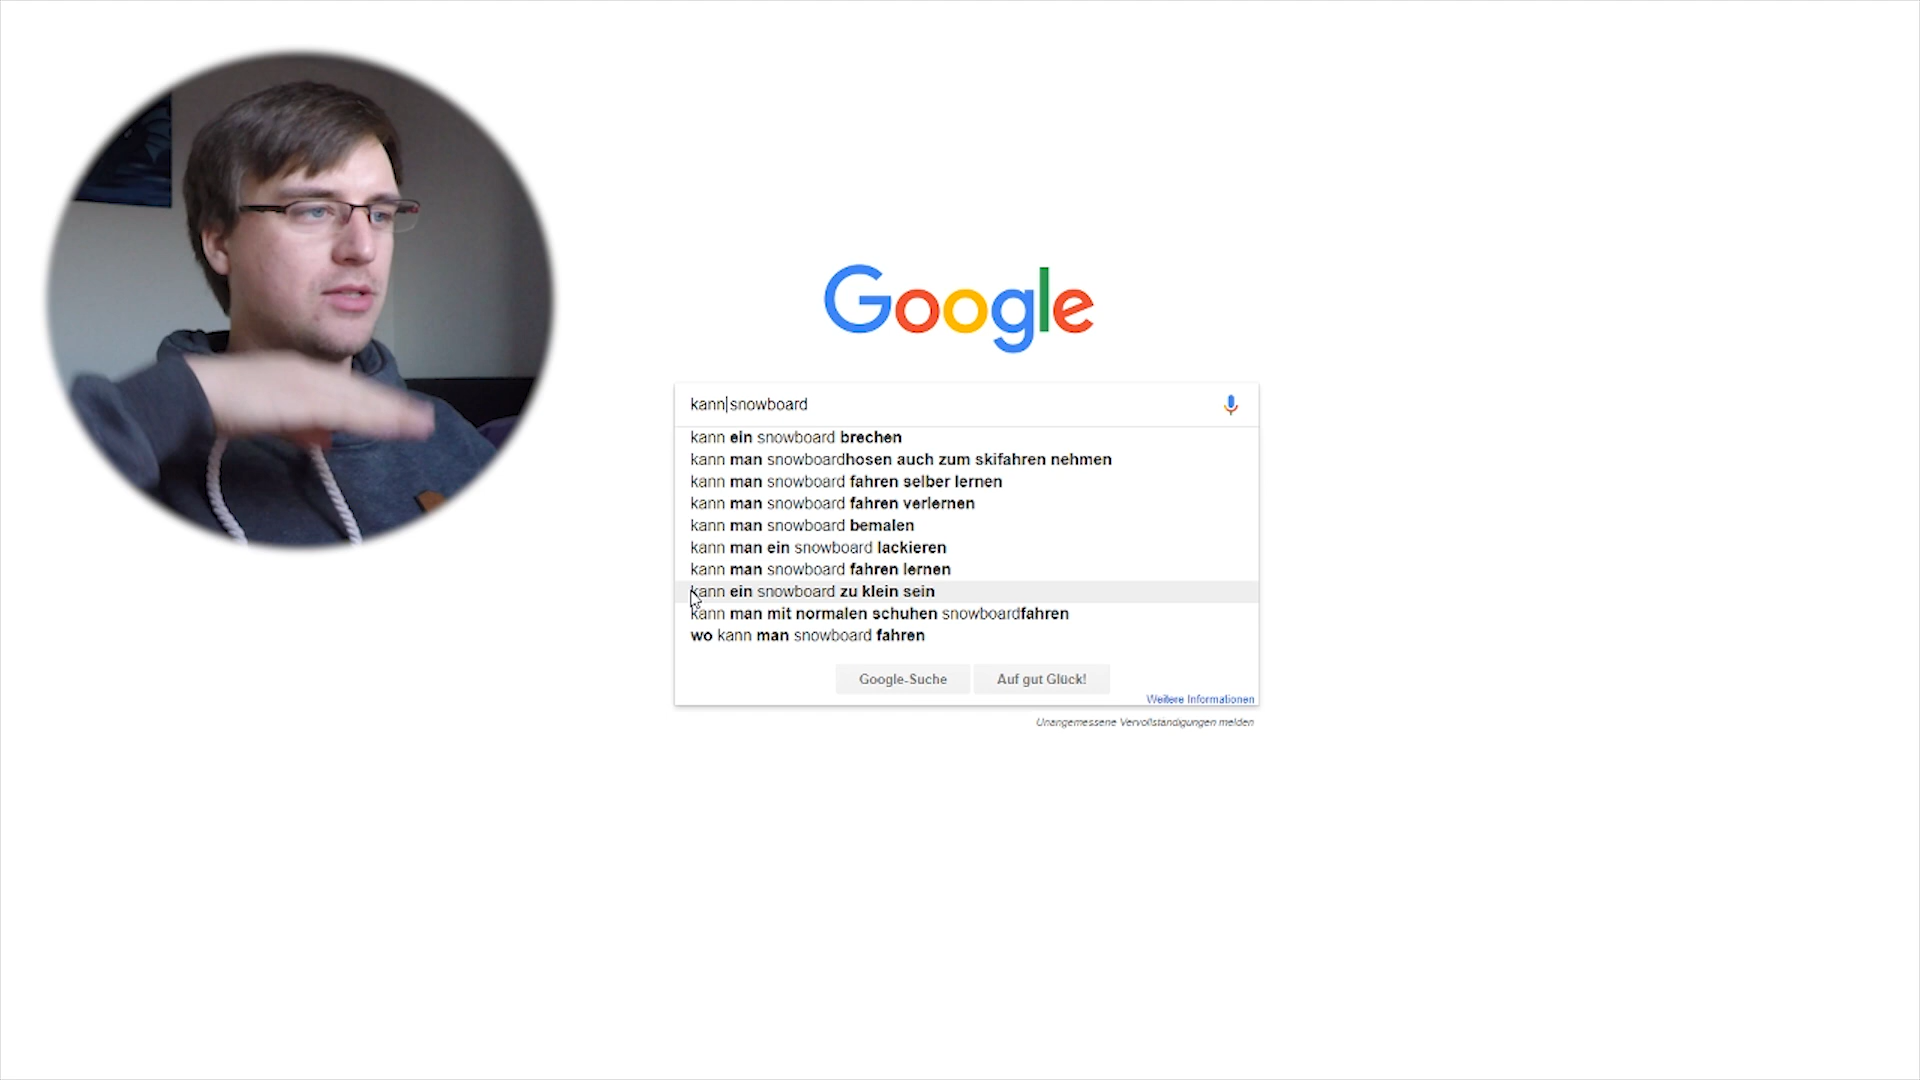 Google
kann snowboard
kann ein snowboard brechen
kann man snowboardhosen auch zum skifahren nehmen
kann man snowboard fahren selber lernen
kann man snowboard fahren verlernen
kann man snowboard bemalen
kann man ein snowboard lackieren
kann man snowboard fahren lernen
kann ein snowboard zu klein sein
kann man mit normalen schuhen snowboardfahren
wo kann man snowboard fahren
Google-Suche Auf gut Glück!
Weitere Informationen
Unangemessene Vervollständigungen melden